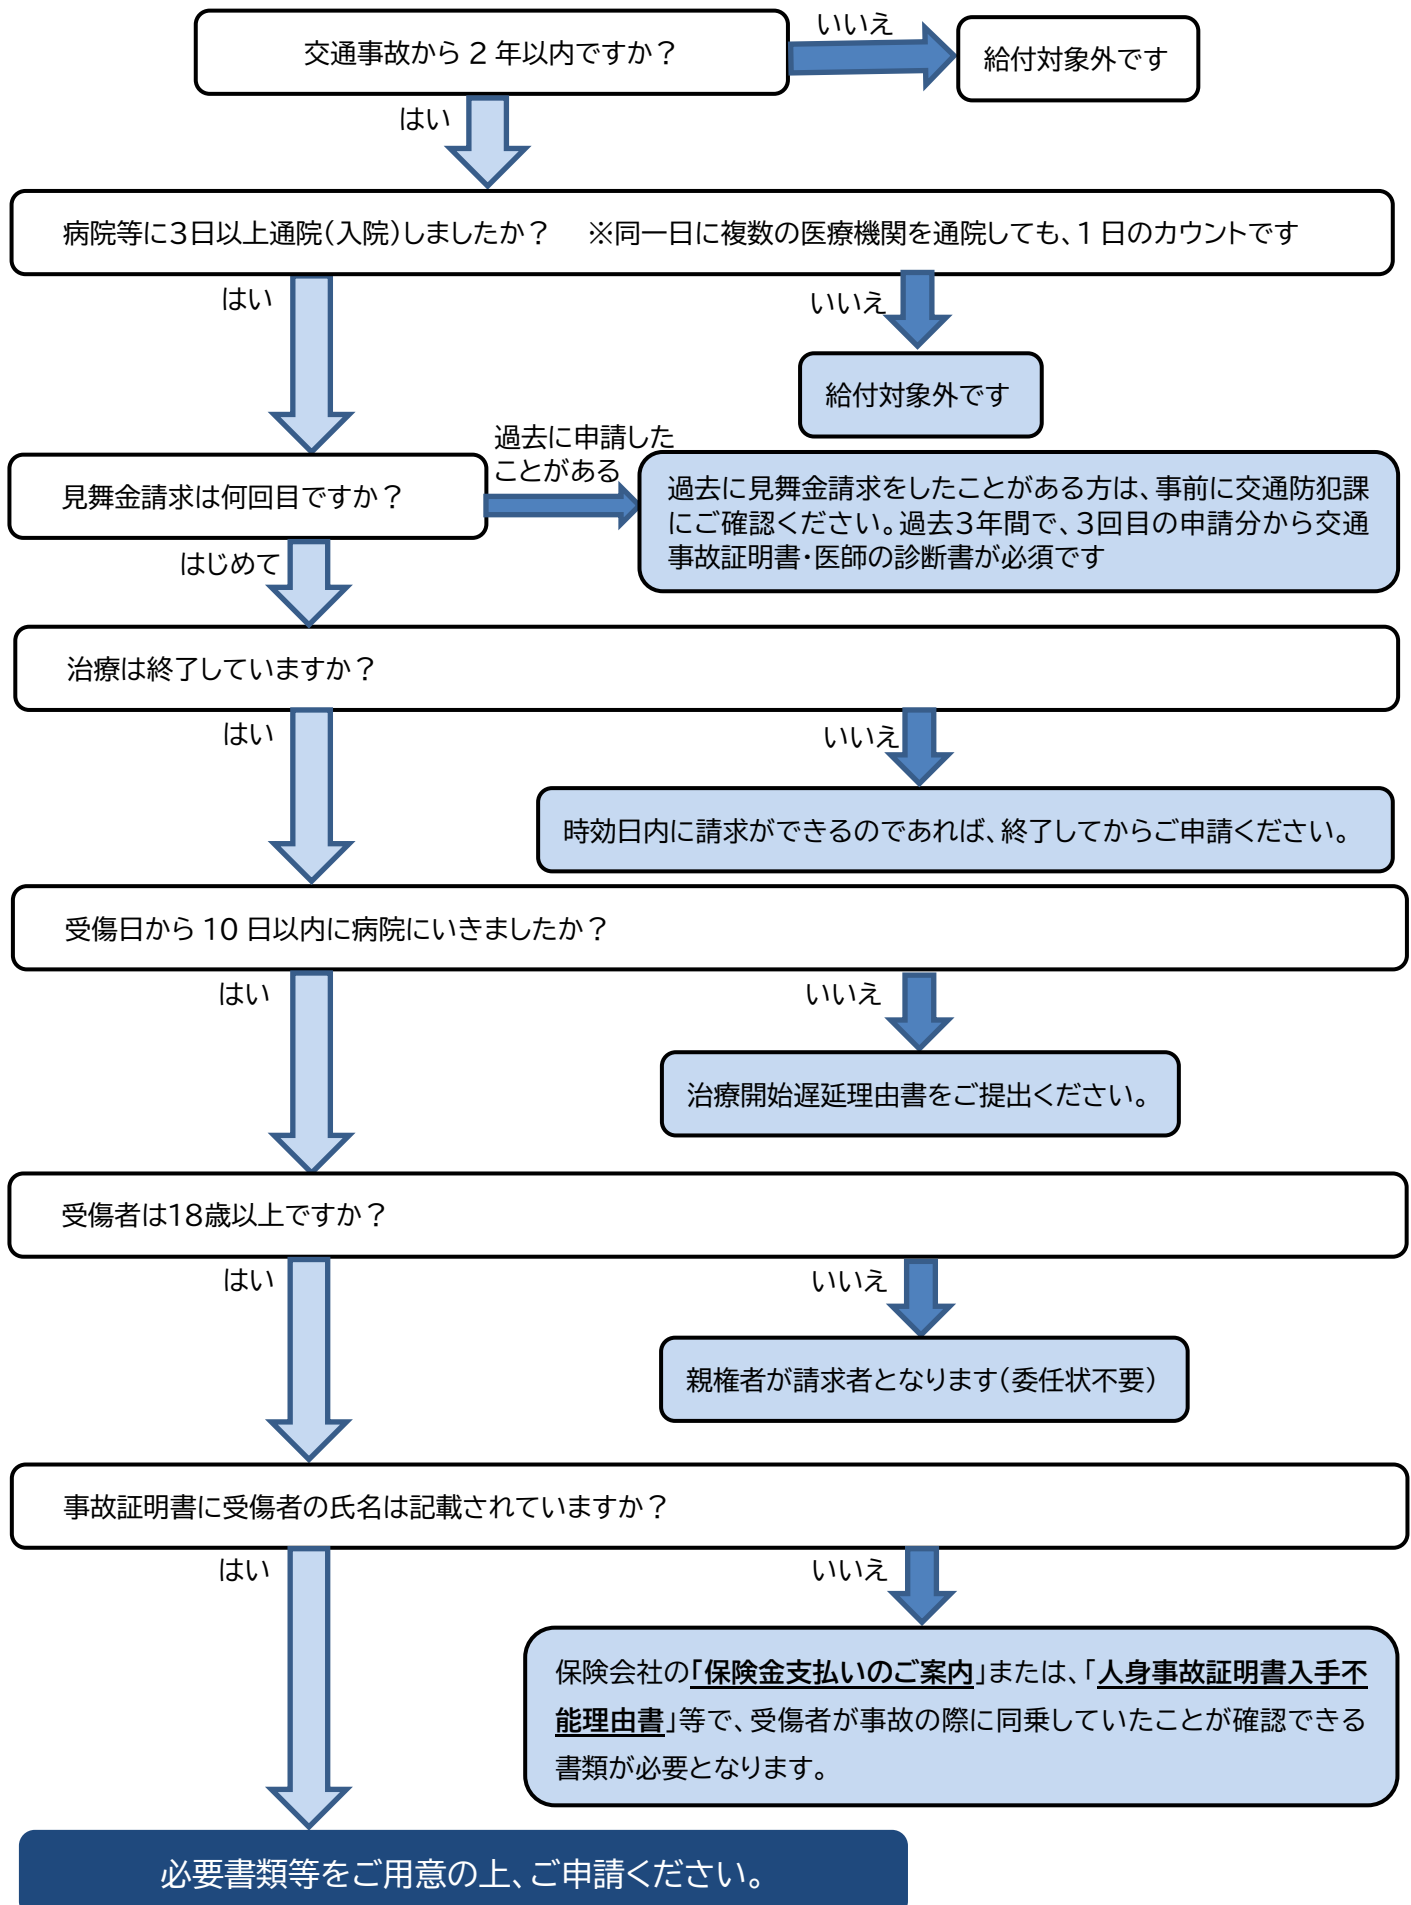 交通事故から2年以内ですか？
いいえ
給付対象外です
はい
病院等に3日以上通院（入院）しましたか？　※同一日に複数の医療機関を通院しても、1日のカウントです
はい
いいえ
給付対象外です
見舞金請求は何回目ですか？
過去に申請した
ことがある
過去に見舞金請求をしたことがある方は、事前に交通防犯課
にご確認ください。過去3年間で、3回目の申請分から交通
事故証明書・医師の診断書が必須です
はじめて
治療は終了していますか？
はい
いいえ
時効日内に請求ができるのであれば、終了してからご申請ください。
受傷日から10日以内に病院にいきましたか？
はい
いいえ
治療開始遅延理由書をご提出ください。
受傷者は18歳以上ですか？
はい
いいえ
親権者が請求者となります（委任状不要）
事故証明書に受傷者の氏名は記載されていますか？
はい
いいえ
保険会社の「保険金支払いのご案内」または、「人身事故証明書入手不
能理由書」等で、受傷者が事故の際に同乗していたことが確認できる
書類が必要となります。
必要書類等をご用意の上、ご申請ください。